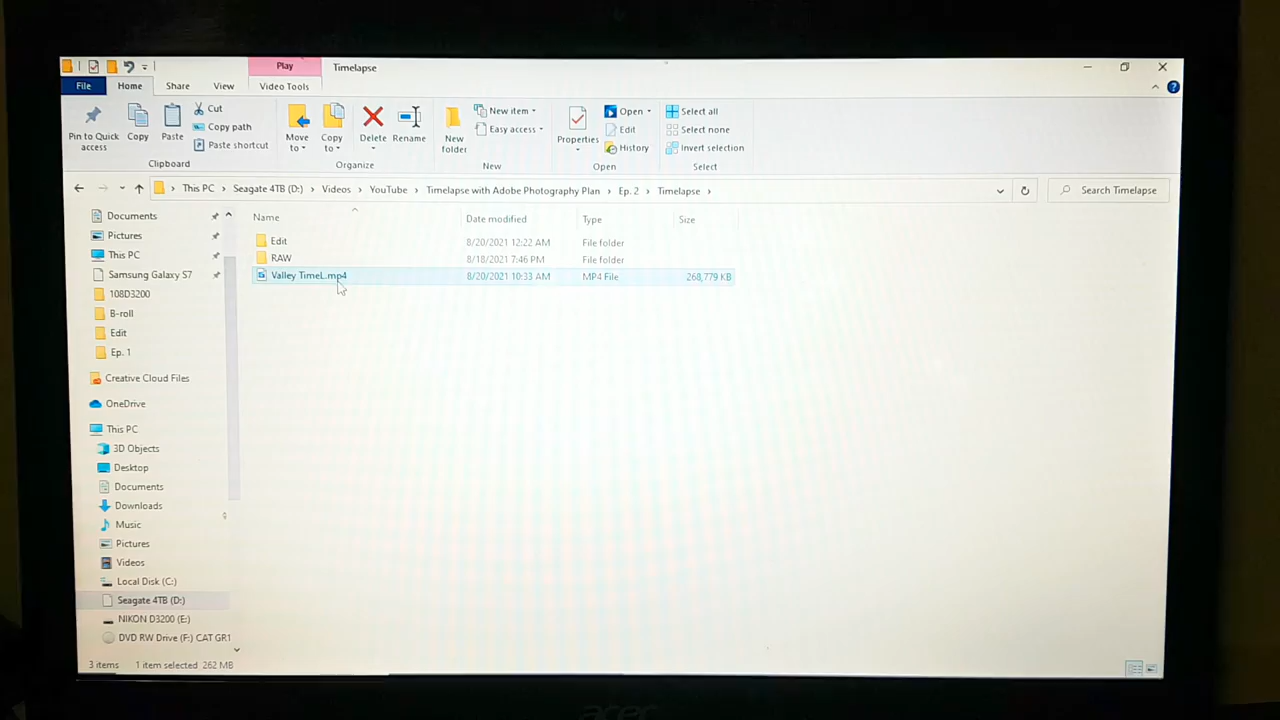 Play
Timelapse
File
Home
Share
View
Video Tools
Pin to Quick access
Copy
Paste
Cut
Copy path
Paste shortcut
Clipboard
Move to
Copy to
Delete
Rename
Organize
New folder
New item
Easy access
New
Properties
Open
Edit
History
Open
Select all
Select none
Invert selection
Select
This PC > Seagate 4TB (D:) > Videos > YouTube > Timelapse with Adobe Photography Plan > Ep. 2 > Timelapse >
Search Timelapse
Name Date modified Type Size
Edit 8/20/2021 12:22 AM File folder
RAW 8/18/2021 7:46 PM File folder
Valley TimeL.mp4 8/20/2021 10:33 AM MP4 File 268,779 KB
Documents
Pictures
This PC
Samsung Galaxy S7
108D3200
B-roll
Edit
Ep. 1
Creative Cloud Files
OneDrive
This PC
3D Objects
Desktop
Documents
Downloads
Music
Pictures
Videos
Local Disk (C:)
Seagate 4TB (D:)
NIKON D3200 (E:)
DVD RW Drive (F:) CAT GR1
3 items 1 item selected 262 MB
acer